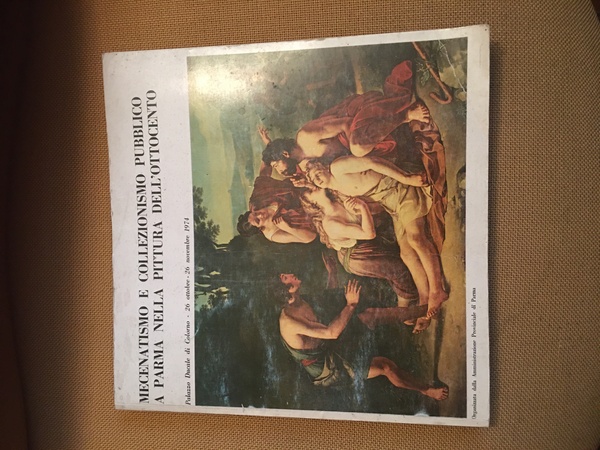 MECENATISMO E COLLEZIONISMO PUBBLICO
A PARMA NELLA PITTURA DELL'OTTOCENTO
Palazzo Ducale di Colorno - 26 ottobre - 26 novembre 1974
Organizzata dalla Amministrazione Provinciale di Parma